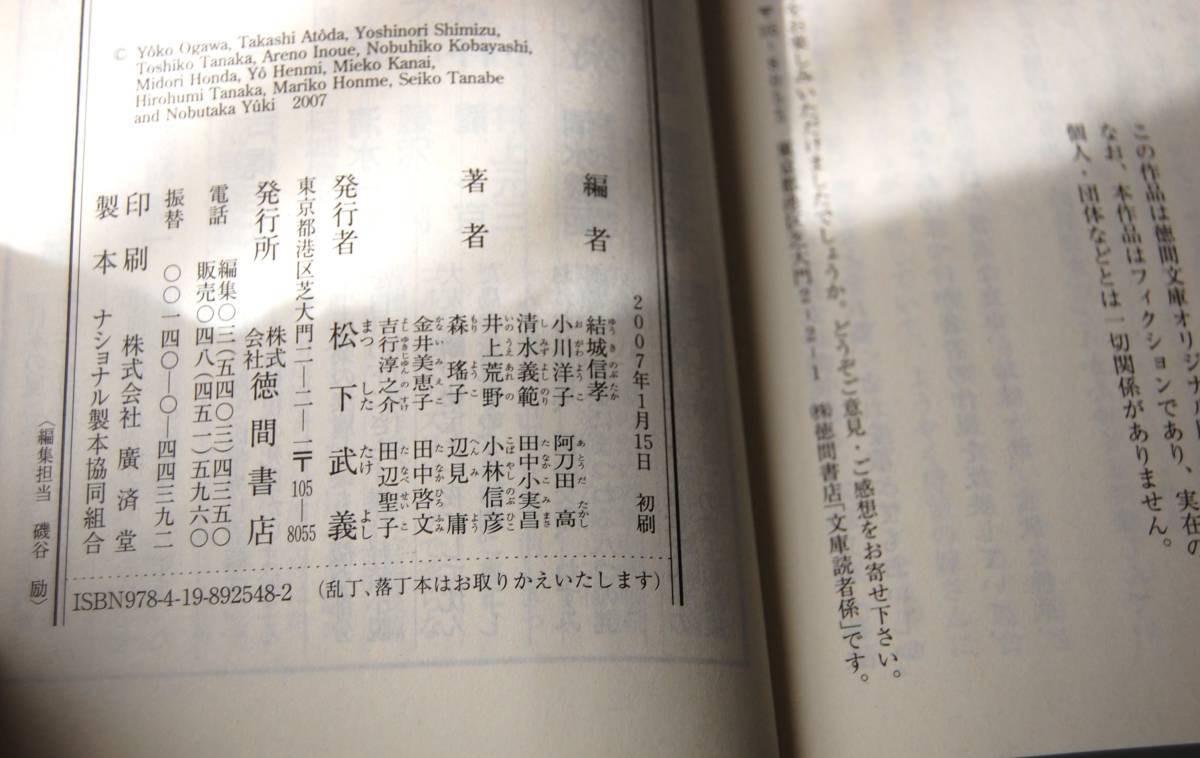 この作品は徳間文庫オリジ
なお、本作品はフィクションであり、実在の
個人・団体などとは一切関係がありません。
をお楽しみいただけましたでしょうか。どうぞご意見・ご感想をお寄せ下さい。
東京都港区芝大門2-2-1 ㈱徳間書店「文庫読者係」です。
© Yôko Ogawa, Takashi Atôda, Yoshinori Shimizu,
Toshiko Tanaka, Areno Inoue, Nobuhiko Kobayashi,
Midori Honda, Yô Henmi, Mieko Kanai,
Hirohumi Tanaka, Mariko Honme, Seiko Tanabe
and Nobutaka Yûki 2007
2007年1月15日 初刷
編者 結城信孝
著者 小川洋子 阿刀田高
清水義範 田中小実昌
井上荒野 小林信彦
森瑤子 辺見庸
金井美恵子 田中啓文
吉行淳之介 田辺聖子
発行者 松下武義
東京都港区芝大門二―二―一〒105―8055
発行所 株式会社徳間書店
電話 編集〇三(五四〇三)四三五〇
販売〇四八(四五一)五九六〇
振替 〇〇一四〇―〇―四四三九二
印刷 株式会社廣済堂
製本 ナショナル製本協同組合
〈編集担当 磯谷励〉
ISBN978-4-19-892548-2 (乱丁、落丁本はお取りかえいたします)